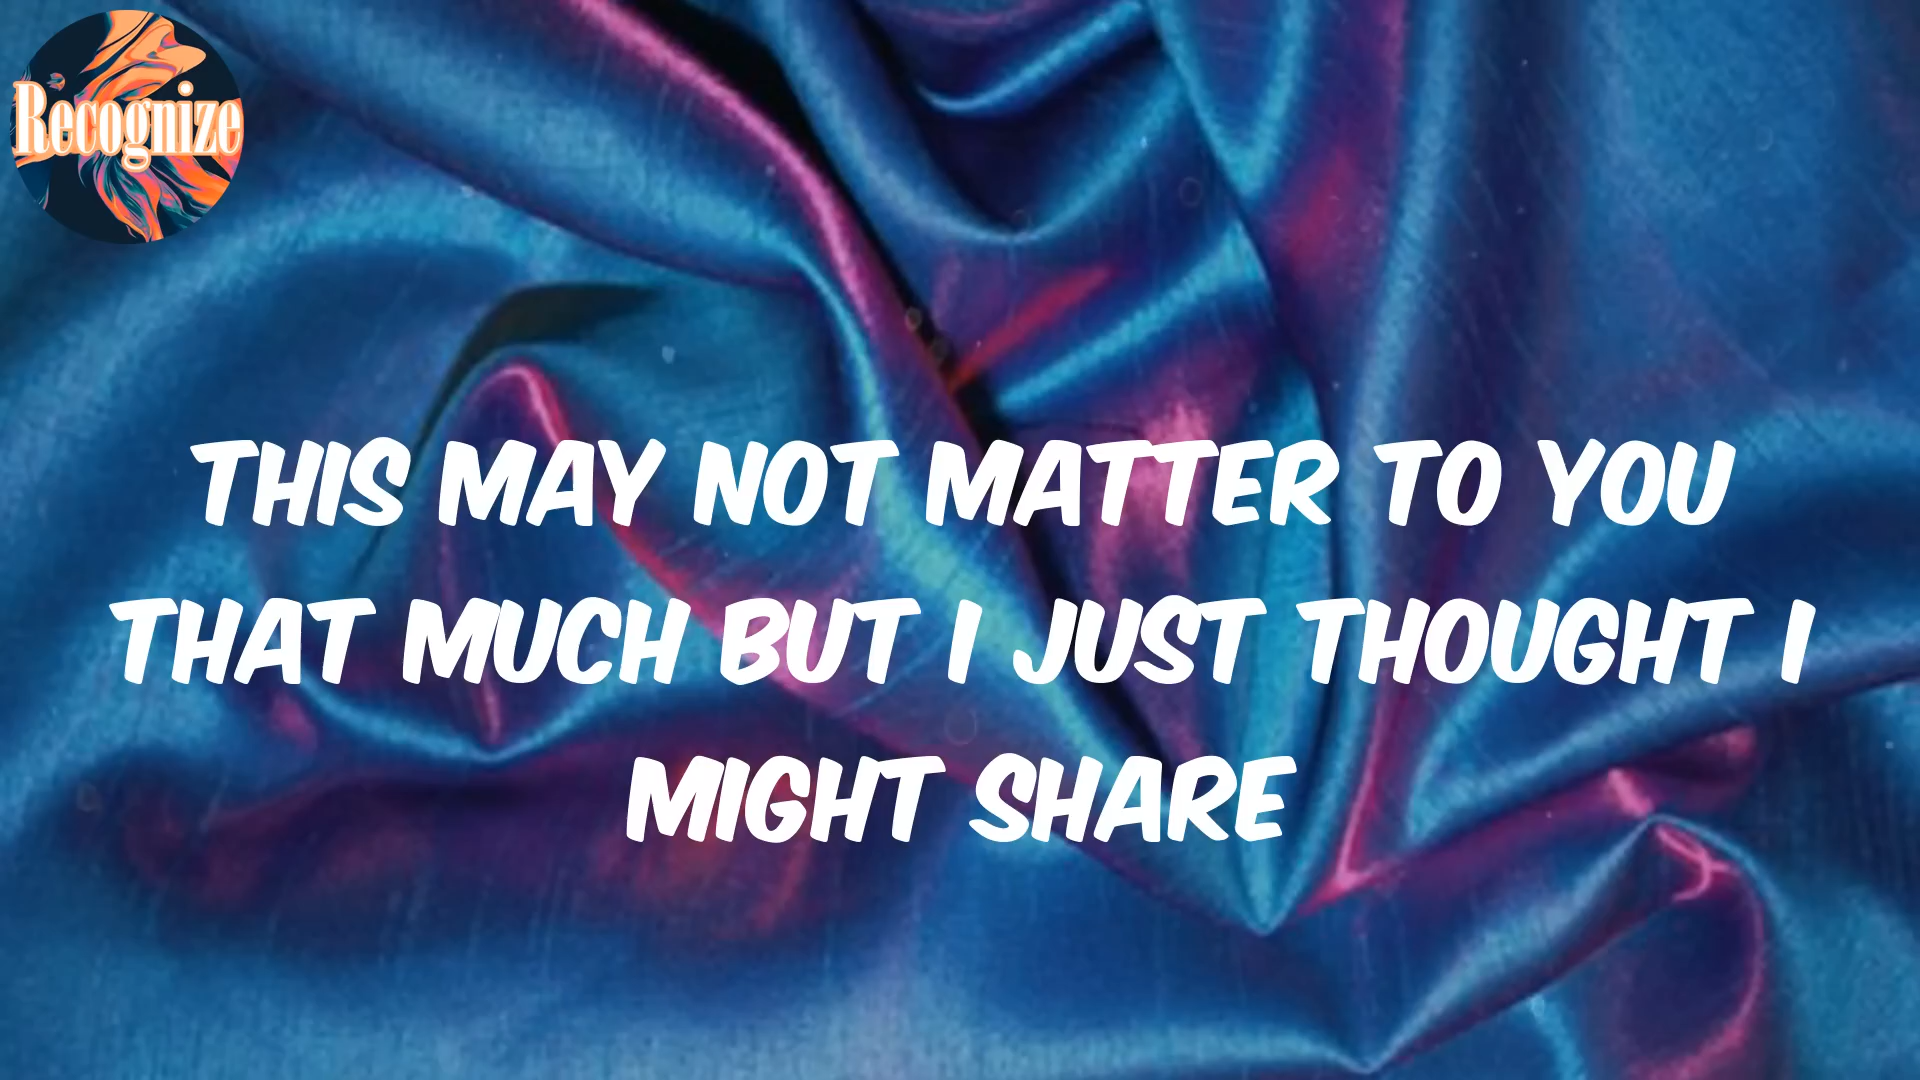 Recognize
THIS MAY NOT MATTER TO YOU
THAT MUCH BUT I JUST THOUGHT I
MIGHT SHARE